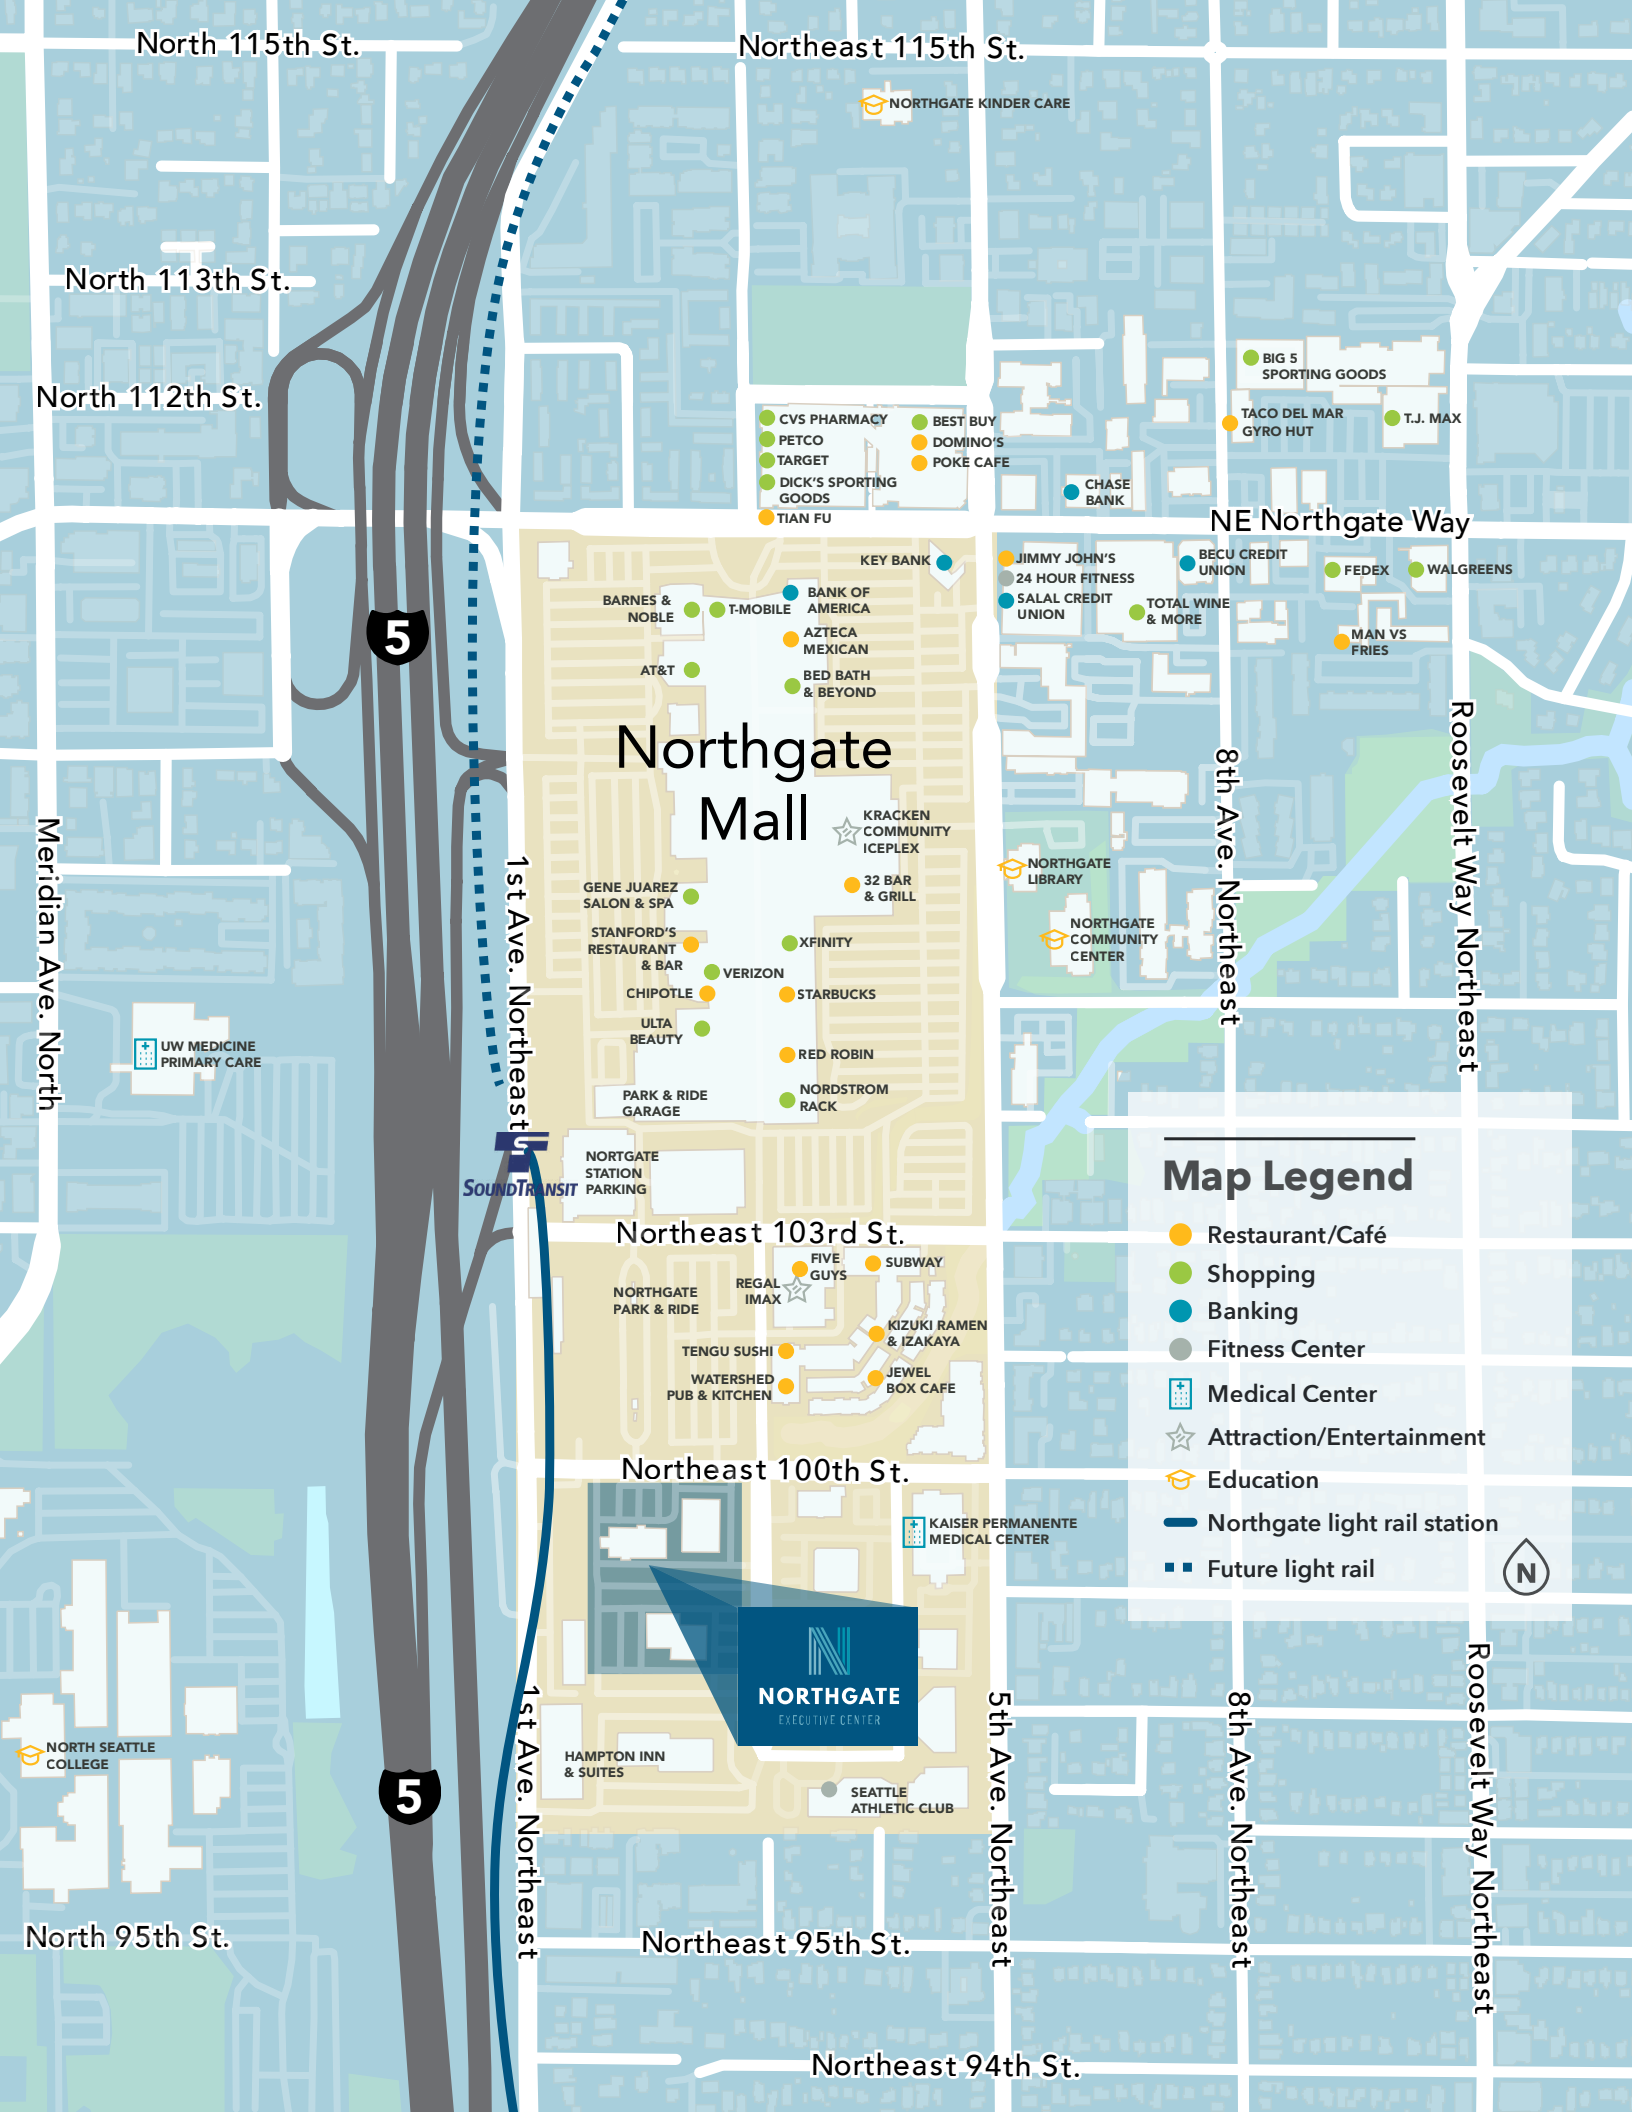 North 115th St.
Northeast 115th St.
NORTHGATE KINDER CARE
North 113th St.
North 112th St.
BIG 5
SPORTING GOODS
TACO DEL MAR
GYRO HUT
T.J. MAX
CVS PHARMACY
PETCO
TARGET
DICK'S SPORTING
GOODS
TIAN FU
BEST BUY
DOMINO'S
POKE CAFE
CHASE
BANK
NE Northgate Way
KEY BANK
JIMMY JOHN'S
24 HOUR FITNESS
SALAL CREDIT
UNION
BECU CREDIT
UNION
TOTAL WINE
& MORE
FEDEX
WALGREENS
MAN VS
FRIES
5
BARNES &
NOBLE
T-MOBILE
BANK OF
AMERICA
AZTECA
MEXICAN
AT&T
BED BATH
& BEYOND
Northgate
Mall
KRACKEN
COMMUNITY
ICEPLEX
32 BAR
& GRILL
GENE JUAREZ
SALON & SPA
STANFORD'S
RESTAURANT
& BAR
XFINITY
VERIZON
CHIPOTLE
STARBUCKS
ULTA
BEAUTY
RED ROBIN
NORDSTROM
RACK
PARK & RIDE
GARAGE
NORTHGATE
LIBRARY
NORTHGATE
COMMUNITY
CENTER
Meridian Ave. North
1st Ave. Northeast
8th Ave. Northeast
Roosevelt Way Northeast
UW MEDICINE
PRIMARY CARE
S
SOUNDTRANSIT
NORTGATE
STATION
PARKING
Northeast 103rd St.
NORTHGATE
PARK & RIDE
FIVE
GUYS
REGAL
IMAX
SUBWAY
KIZUKI RAMEN
& IZAKAYA
TENGU SUSHI
WATERSHED
PUB & KITCHEN
JEWEL
BOX CAFE
Northeast 100th St.
KAISER PERMANENTE
MEDICAL CENTER
N
NORTHGATE
EXECUTIVE CENTER
HAMPTON INN
& SUITES
SEATTLE
ATHLETIC CLUB
NORTH SEATTLE
COLLEGE
5
1st Ave. Northeast
5th Ave. Northeast
8th Ave. Northeast
Roosevelt Way Northeast
North 95th St.
Northeast 95th St.
Northeast 94th St.
Map Legend
Restaurant/Café
Shopping
Banking
Fitness Center
Medical Center
Attraction/Entertainment
Education
Northgate light rail station
Future light rail
N